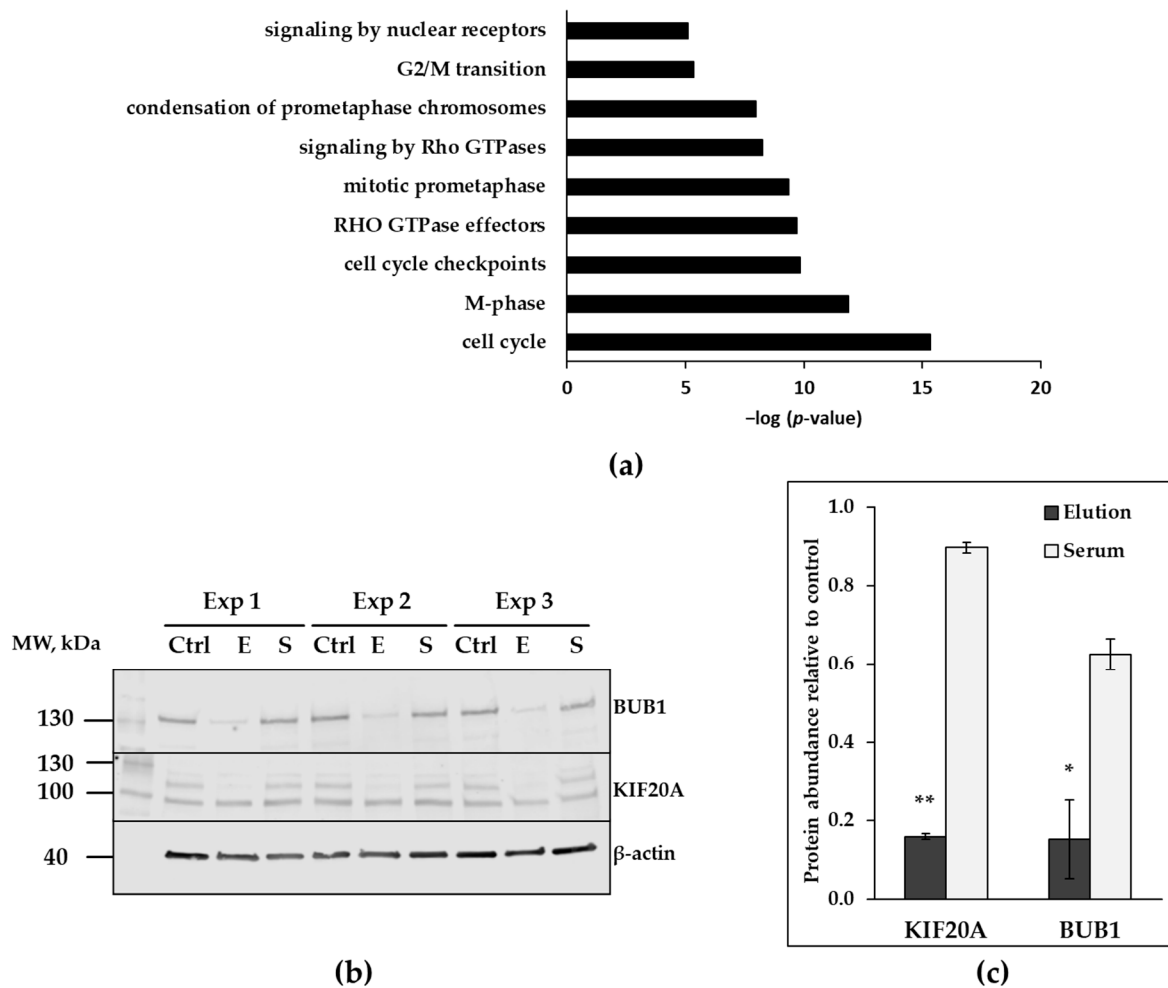 signaling by nuclear receptors
G2/M transition
condensation of prometaphase chromosomes
signaling by Rho GTPases
mitotic prometaphase
RHO GTPase effectors
cell cycle checkpoints
M-phase
cell cycle
0 5 10 15 20
−log (p-value)
(a)
Exp 1 Exp 2 Exp 3
MW, kDa Ctrl E S Ctrl E S Ctrl E S
130 BUB1
130
100 KIF20A
40 β-actin
(b)
Protein abundance relative to control
1.0
0.8
0.6
0.4
0.2
0.0
Elution
Serum
**
*
KIF20A BUB1
(c)